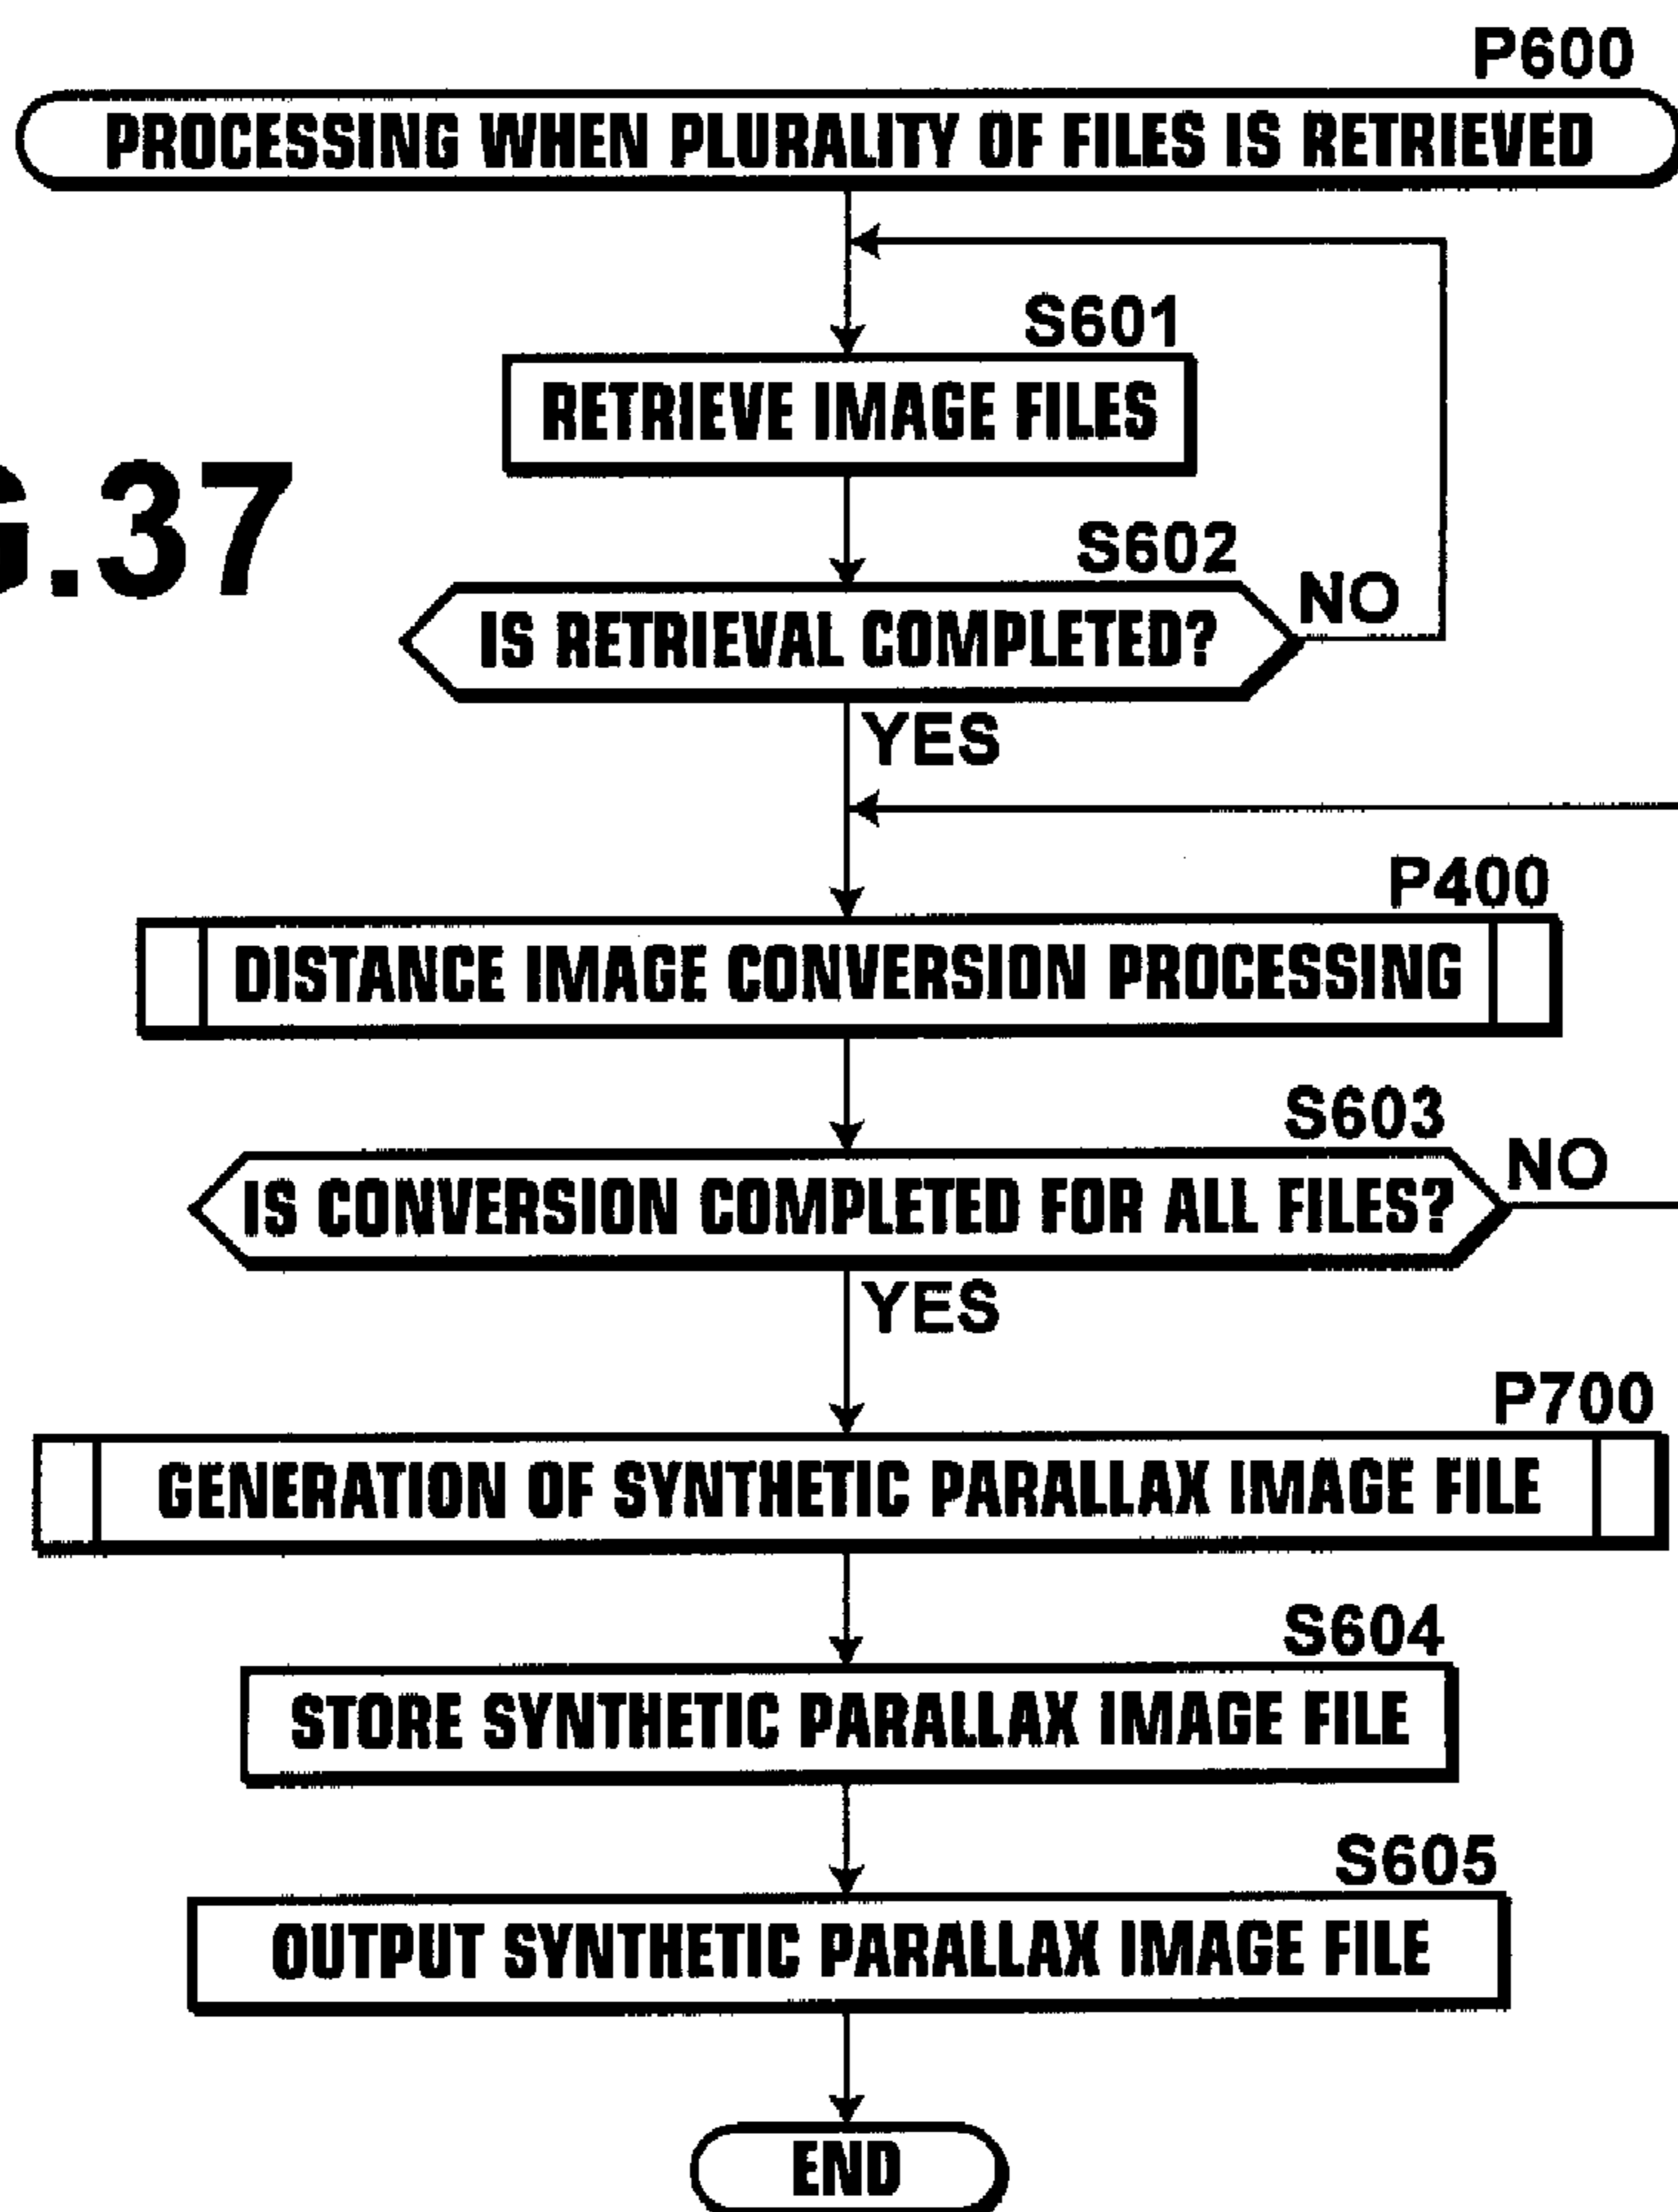 P600
PROCESSING WHEN PLURALITY OF FILES IS RETRIEVED
S601
RETRIEVE IMAGE FILES
G.37
S602
IS RETRIEVAL COMPLETED?
NO
YES
P400
DISTANCE IMAGE CONVERSION PROCESSING
S603
IS CONVERSION COMPLETED FOR ALL FILES?
NO
YES
P700
GENERATION OF SYNTHETIC PARALLAX IMAGE FILE
S604
STORE SYNTHETIC PARALLAX IMAGE FILE
S605
OUTPUT SYNTHETIC PARALLAX IMAGE FILE
END